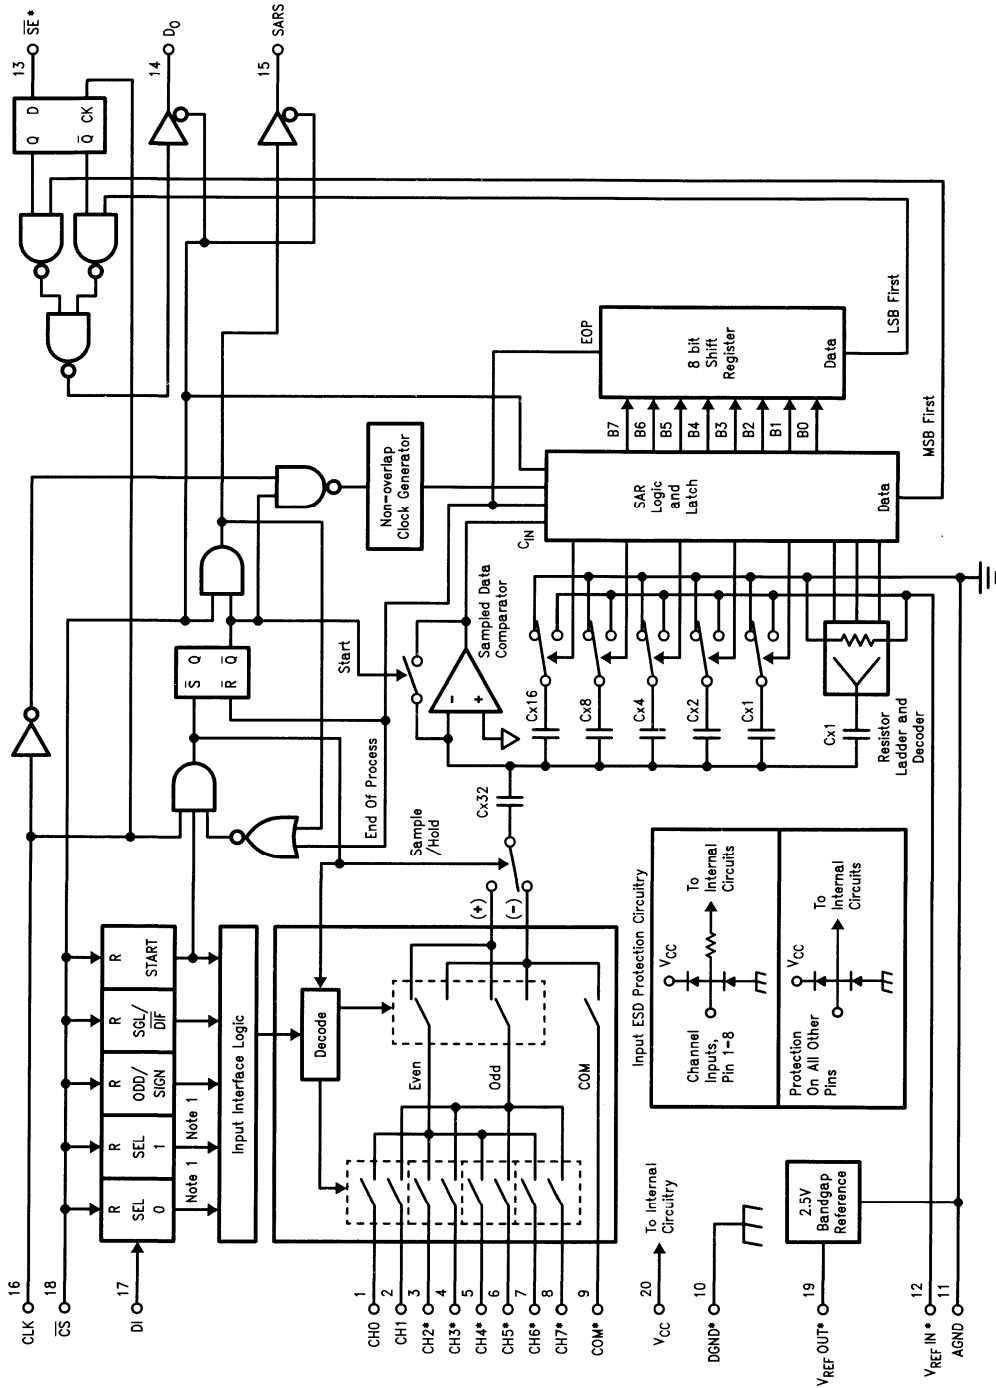 CLK 16
C̅S̅ 18
DI 17
R
SEL
0
R
SEL
1
R
ODD/
SIGN
R
SGL/
D̅I̅F̅
R
START
Note 1
Note 1
Input Interface Logic
Decode
Even
Odd
COM
CH0 1
CH1 2
CH2* 3
CH3* 4
CH4* 5
CH5* 6
CH6* 7
CH7* 8
COM* 9
(+)
(−)
Sample
/Hold
End Of Process
Start
S̅ Q
R̅ Q̅
Non-overlap
Clock Generator
Sampled Data
Comparator
−
+
Cx32
Cx16
Cx8
Cx4
Cx2
Cx1
Cx1
Resistor
Ladder and
Decoder
CIN
SAR
Logic
and
Latch
Data
B7
B6
B5
B4
B3
B2
B1
B0
EOP
8 bit
Shift
Register
Data
LSB First
MSB First
Q D
Q̅ CK
13 S̅E̅*
14 DO
15 SARS
VCC 20
To Internal
Circuitry
DGND* 10
VREF OUT* 19
2.5V
Bandgap
Reference
VREF IN* 12
AGND 11
Input ESD Protection Circuitry
Channel
Inputs,
Pin 1-8
VCC
To
Internal
Circuits
Protection
On All Other
Pins
VCC
To
Internal
Circuits